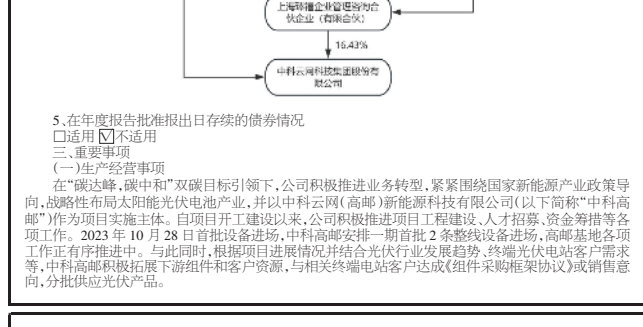 上海臻禧企业管理咨询合
伙企业（有限合伙）
16.43%
中科云网科技集团股份有
限公司
5、在年度报告批准报出日存续的债券情况
□适用 ☑不适用
三、重要事项
(一)生产经营事项
在“碳达峰,碳中和”双碳目标引领下,公司积极推进业务转型,紧紧围绕国家新能源产业政策导
向,战略性布局太阳能光伏电池产业,并以中科云网(高邮)新能源科技有限公司(以下简称“中科高
邮”)作为项目实施主体。自项目开工建设以来,公司积极推进项目工程建设、人才招募、资金筹措等各
项工作。2023 年 10 月 28 日首批设备进场,中科高邮安排一期首批 2 条整线设备进场,高邮基地各项
工作正有序推进中。与此同时,根据项目进展情况并结合光伏行业发展趋势、终端光伏电站客户需求
等,中科高邮积极拓展下游组件和客户资源,与相关终端电站客户达成《组件采购框架协议》或销售意
向,分批供应光伏产品。